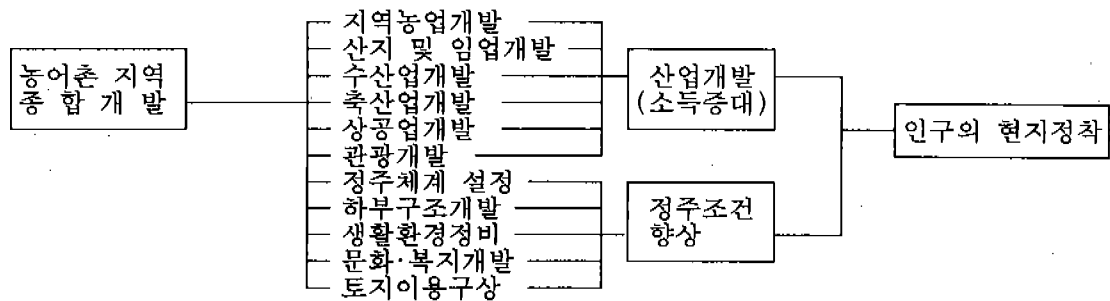 농어촌 지역
종 합 개 발
지역농업개발
산지 및 임업개발
수산업개발
축산업개발
상공업개발
관광개발
정주체계 설정
하부구조개발
생활환경정비
문화·복지개발
토지이용구상
산업개발
(소득증대)
정주조건
향상
인구의 현지정착